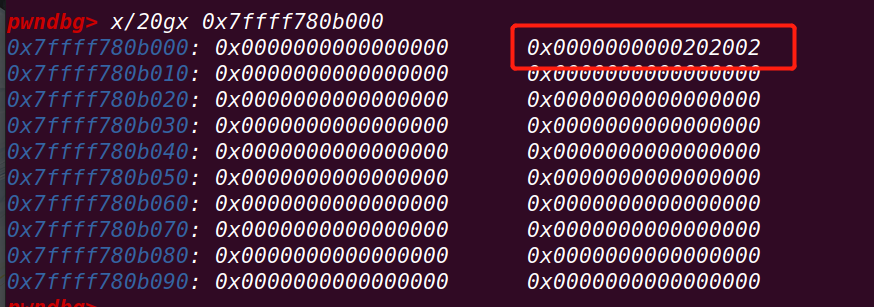 pwndbg> x/20gx 0x7ffff780b000
0x7ffff780b000: 0x0000000000000000 0x0000000000202002
0x7ffff780b010: 0x0000000000000000 0x0000000000000000
0x7ffff780b020: 0x0000000000000000 0x0000000000000000
0x7ffff780b030: 0x0000000000000000 0x0000000000000000
0x7ffff780b040: 0x0000000000000000 0x0000000000000000
0x7ffff780b050: 0x0000000000000000 0x0000000000000000
0x7ffff780b060: 0x0000000000000000 0x0000000000000000
0x7ffff780b070: 0x0000000000000000 0x0000000000000000
0x7ffff780b080: 0x0000000000000000 0x0000000000000000
0x7ffff780b090: 0x0000000000000000 0x0000000000000000
pwndbg>